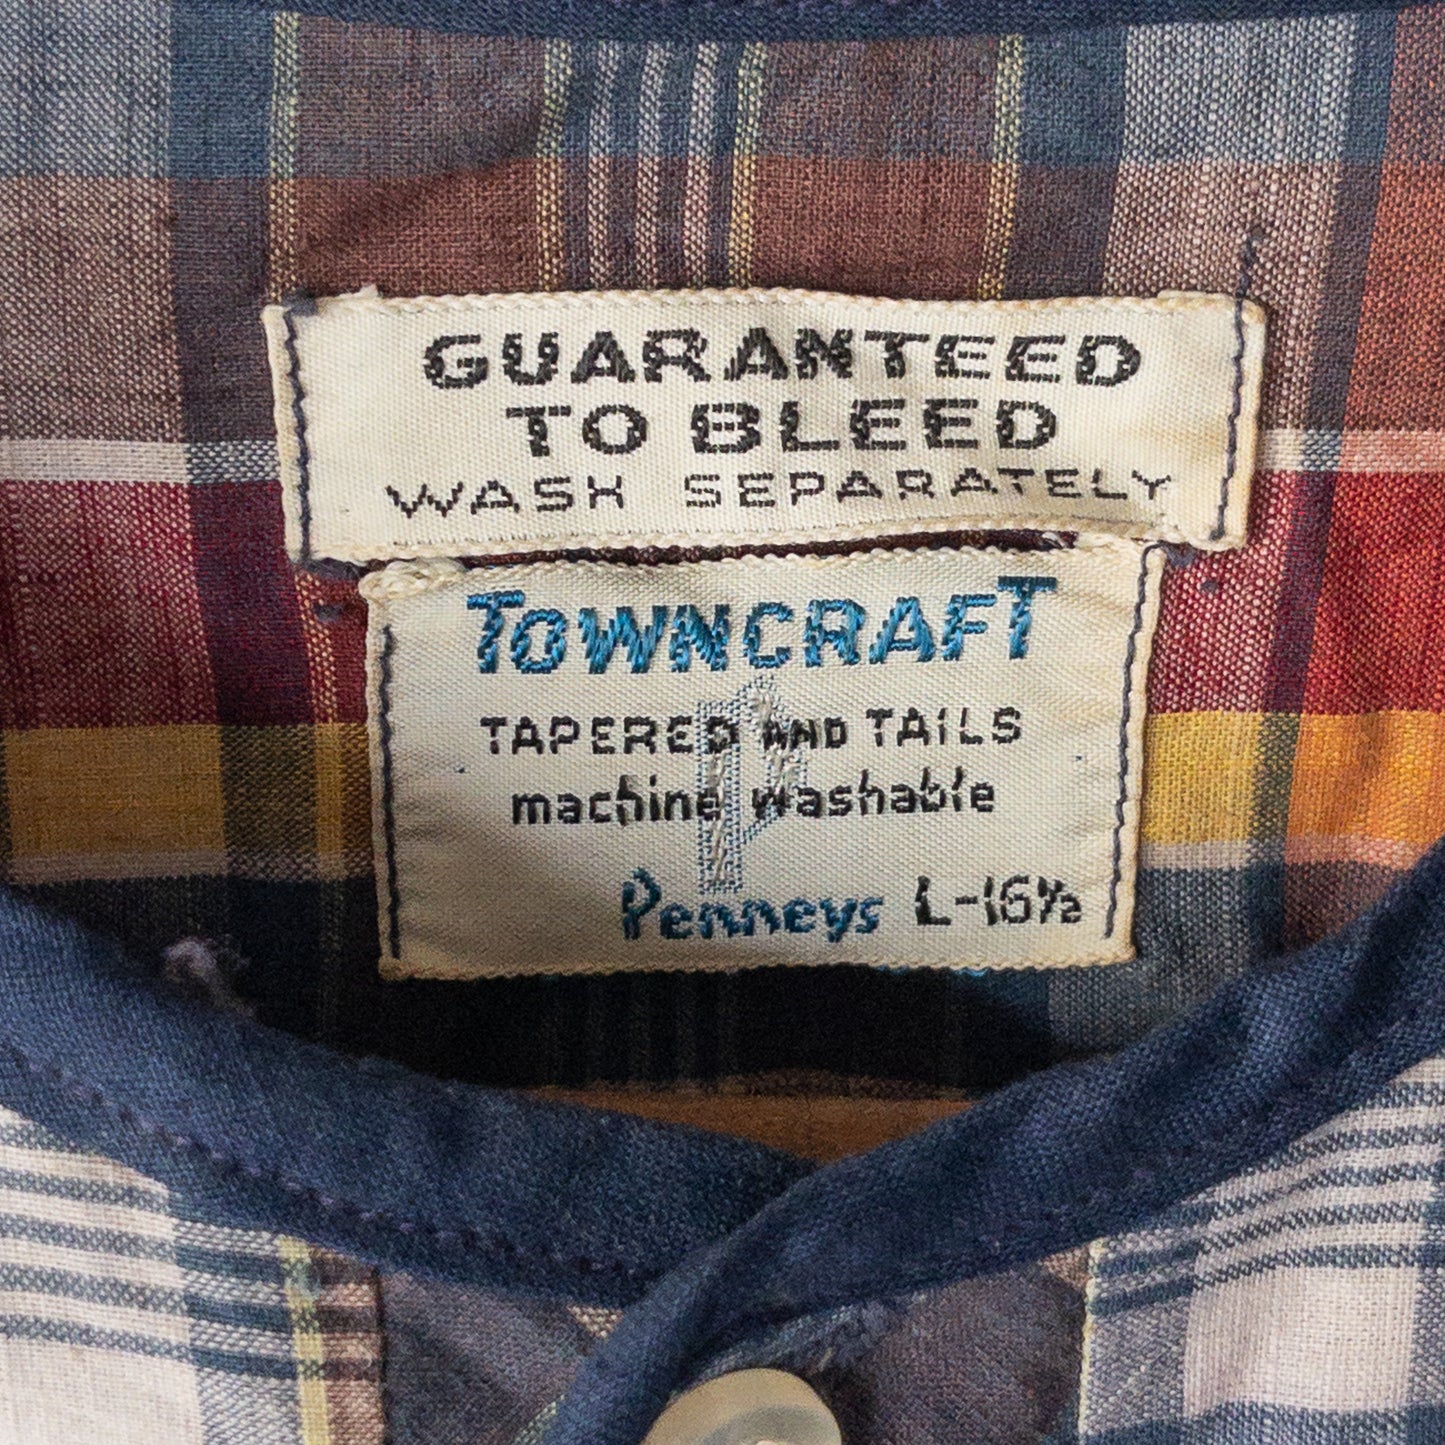 GUARANTEED
TO BLEED
WASH SEPARATELY
TOWNCRAFT
TAPERED AND TAILS
machine washable
Penneys L-16½